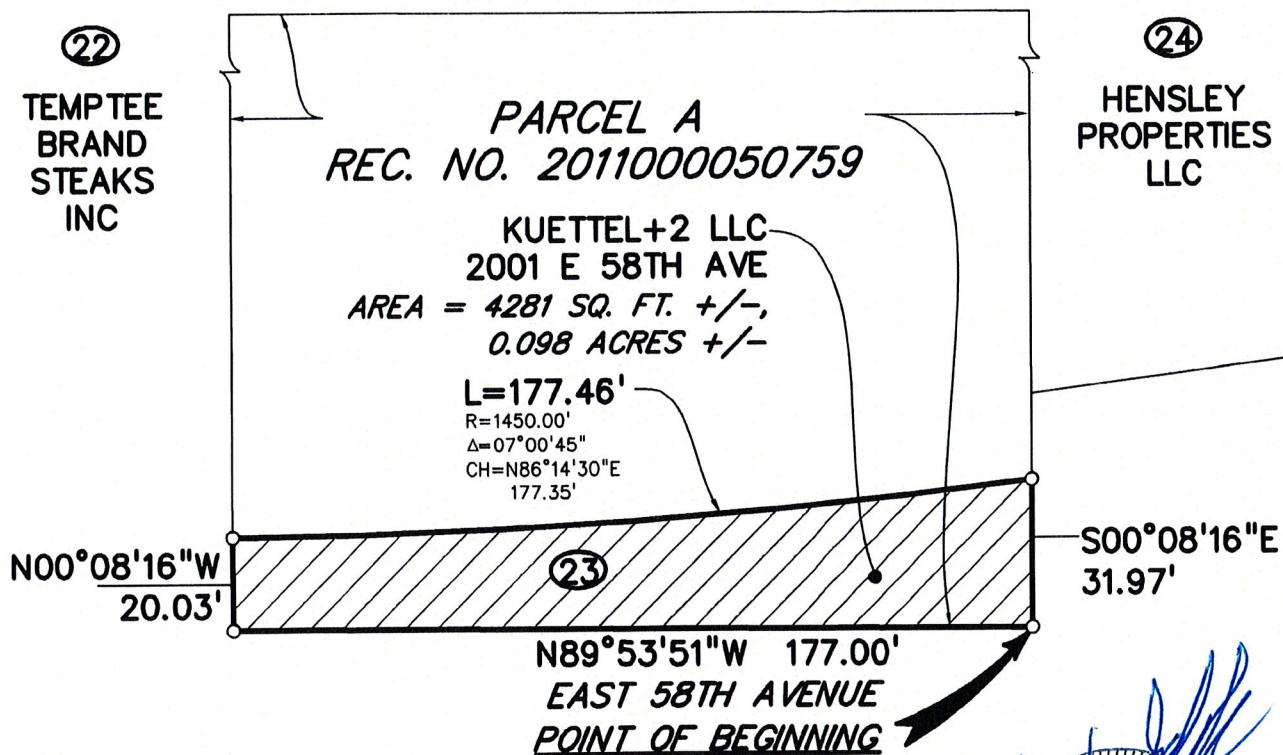 22
TEMPTEE
BRAND
STEAKS
INC
24
HENSLEY
PROPERTIES
LLC
PARCEL A
REC. NO. 2011000050759
KUETTEL+2 LLC
2001 E 58TH AVE
AREA = 4281 SQ. FT. +/-,
0.098 ACRES +/-
L=177.46'
R=1450.00'
Δ=07°00'45"
CH=N86°14'30"E
177.35'
N00°08'16"W
20.03'
23
S00°08'16"E
31.97'
N89°53'51"W 177.00'
EAST 58TH AVENUE
POINT OF BEGINNING